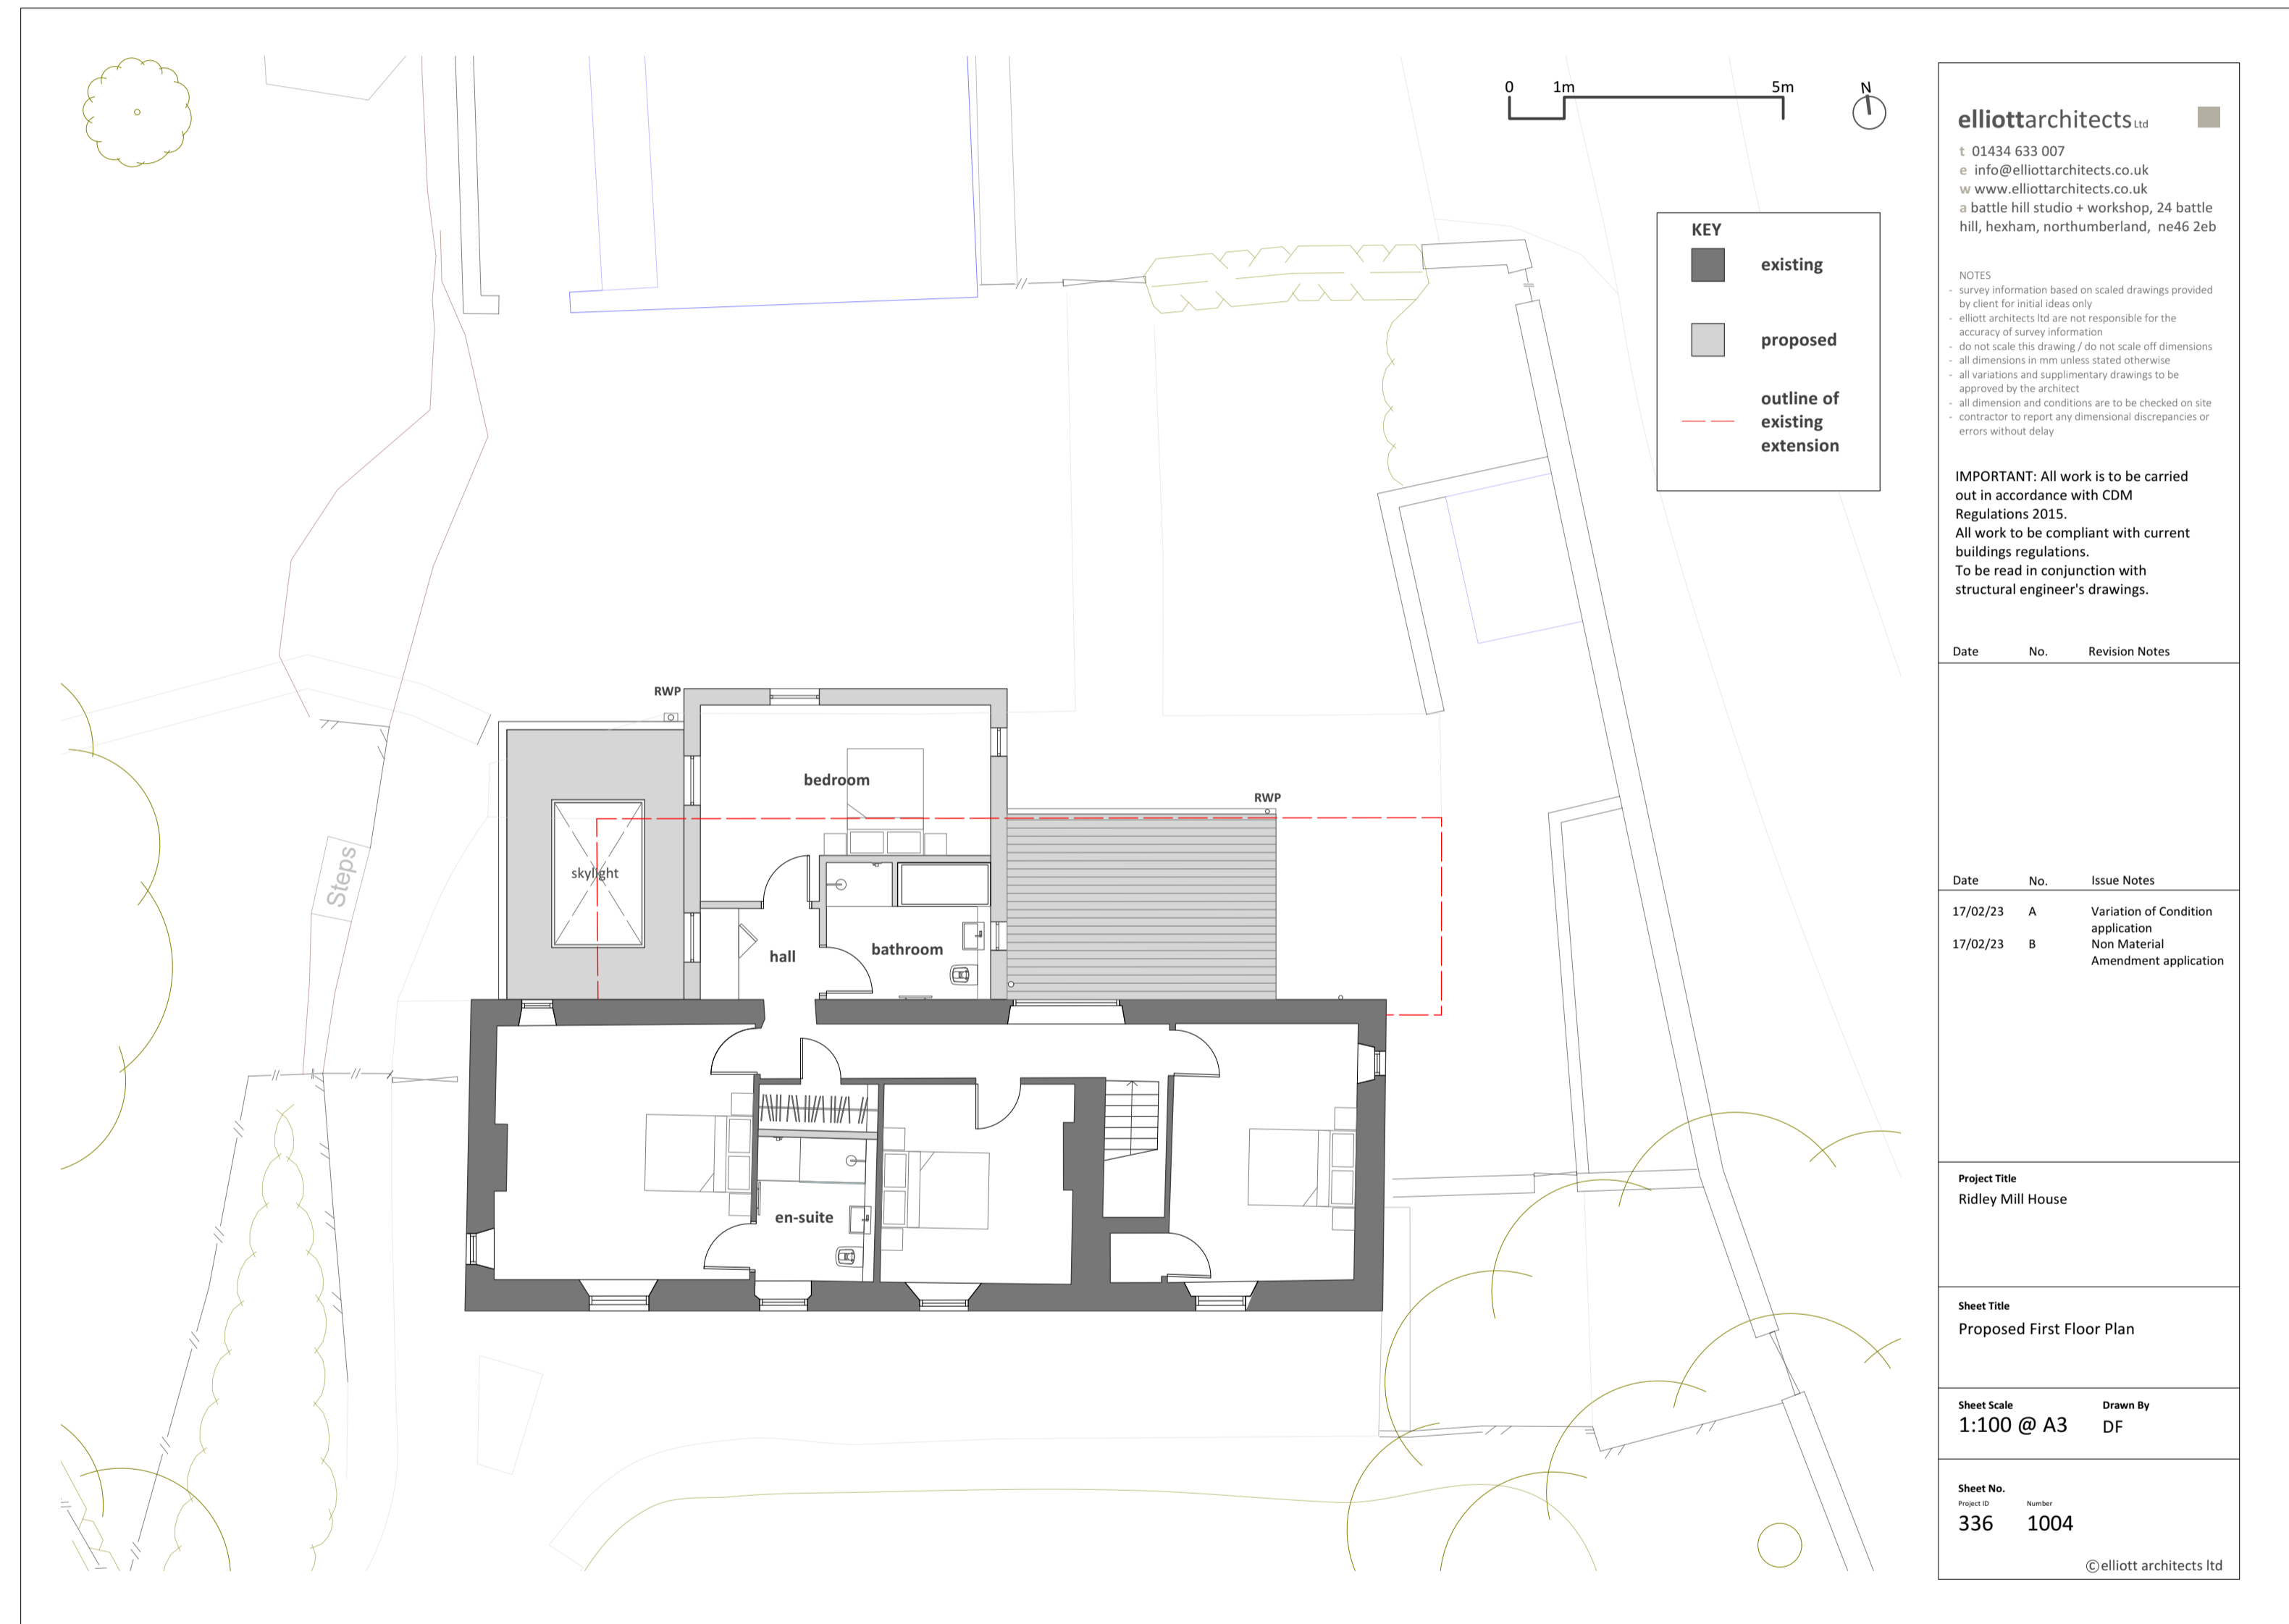 0 1m 5m
N
KEY
existing
proposed
outline of
existing
extension
RWP
bedroom
RWP
skylight
Steps
hall
bathroom
en-suite
elliottarchitects Ltd
t 01434 633 007
e info@elliottarchitects.co.uk
w www.elliottarchitects.co.uk
a battle hill studio + workshop, 24 battle
hill, hexham, northumberland, ne46 2eb
NOTES
- survey information based on scaled drawings provided
by client for initial ideas only
- elliott architects ltd are not responsible for the
accuracy of survey information
- do not scale this drawing / do not scale off dimensions
- all dimensions in mm unless stated otherwise
- all variations and supplimentary drawings to be
approved by the architect
- all dimension and conditions are to be checked on site
- contractor to report any dimensional discrepancies or
errors without delay
IMPORTANT: All work is to be carried
out in accordance with CDM
Regulations 2015.
All work to be compliant with current
buildings regulations.
To be read in conjunction with
structural engineer's drawings.
Date No. Revision Notes
Date No. Issue Notes
17/02/23 A Variation of Condition
application
17/02/23 B Non Material
Amendment application
Project Title
Ridley Mill House
Sheet Title
Proposed First Floor Plan
Sheet Scale Drawn By
1:100 @ A3 DF
Sheet No.
Project ID Number
336 1004
©elliott architects ltd